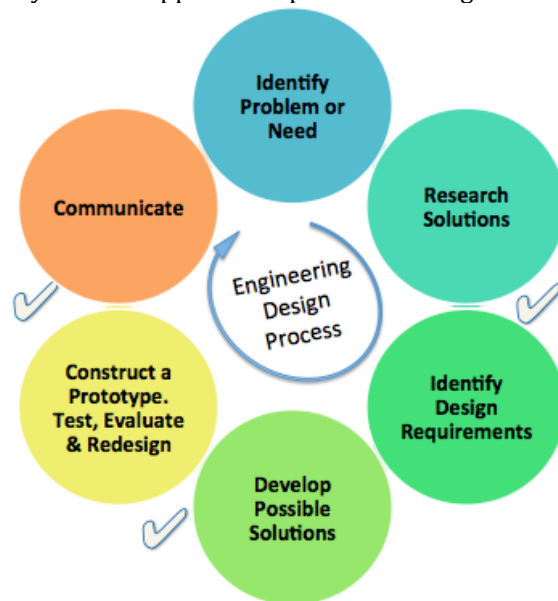 Identify
Problem or
Need
Research
Solutions
Identify
Design
Requirements
Develop
Possible
Solutions
Construct a
Prototype.
Test, Evaluate
& Redesign
Communicate
Engineering
Design
Process